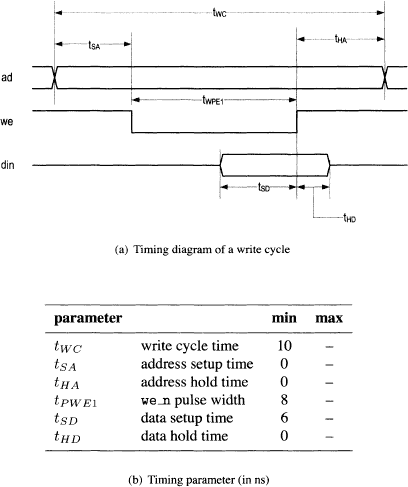 tWC
tSA
tHA
ad
tWPE1
we
din
tSD
tHD
(a) Timing diagram of a write cycle
parameter min max
tWC write cycle time 10 –
tSA address setup time 0 –
tHA address hold time 0 –
tPWE1 we_n pulse width 8 –
tSD data setup time 6 –
tHD data hold time 0 –
(b) Timing parameter (in ns)